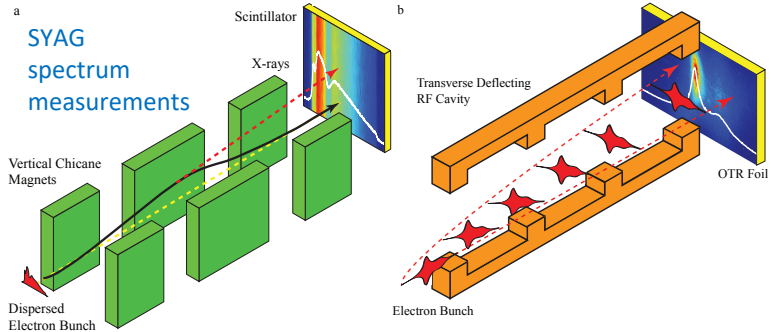 a
SYAG
spectrum
measurements
Scintillator
X-rays
Vertical Chicane
Magnets
Dispersed
Electron Bunch
b
Transverse Deflecting
RF Cavity
OTR Foil
Electron Bunch